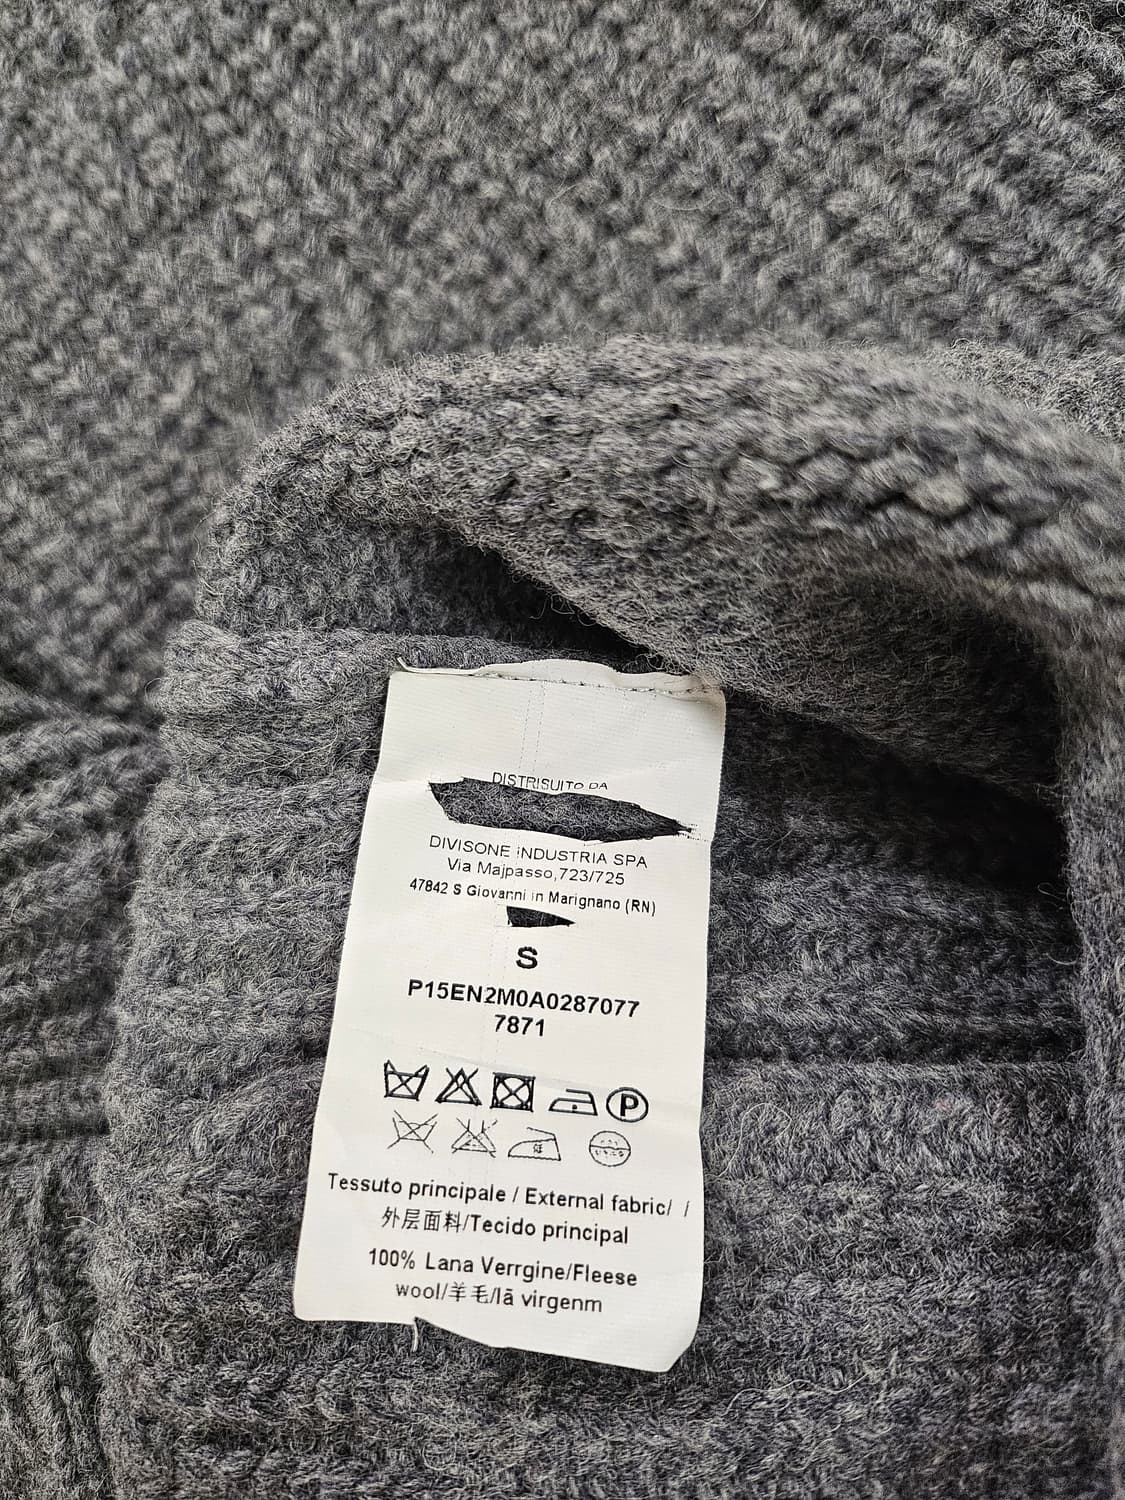 DISTRISUITO DA
DIVISONE INDUSTRIA SPA
Via Majpasso,723/725
47842 S Giovanni in Marignano (RN)
S
P15EN2M0A0287077
7871
P
Tessuto principale / External fabric/ /
外层面料/Tecido principal
100% Lana Verrgine/Fleese
wool/羊毛/lã virgenm